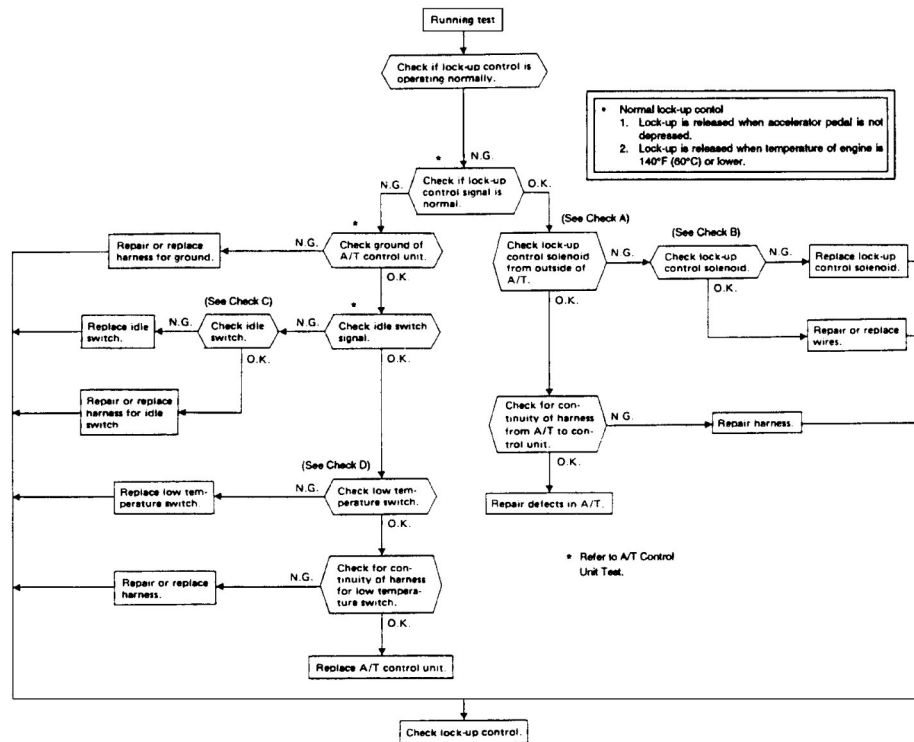 Running test
Check if lock-up control is
operating normally.
* Normal lock-up contol
1. Lock-up is released when accelerator pedal is not
depressed.
2. Lock-up is released when temperature of engine is
140°F (60°C) or lower.
N.G.
*
Check if lock-up
control signal is
normal.
N.G.
O.K.
*
Check ground of
A/T control unit.
N.G.
Repair or replace
harness for ground.
O.K.
*
Check idle switch
signal.
N.G.
(See Check C)
Check idle
switch.
N.G.
Replace idle
switch.
O.K.
Repair or replace
harness for idle
switch
O.K.
(See Check D)
Check low tem-
perature switch.
N.G.
Replace low tem-
perature switch.
O.K.
Check for con-
tinuity of harness
for low tempera-
ture switch.
N.G.
Repair or replace
harness.
O.K.
Replace A/T control unit.
(See Check A)
Check lock-up
control solenoid
from outside of
A/T.
N.G.
(See Check B)
Check lock-up
control solenoid.
N.G.
Replace lock-up
control solenoid.
O.K.
Repair or replace
wires.
O.K.
Check for con-
tinuity of harness
from A/T to con-
trol unit.
N.G.
Repair harness.
O.K.
Repair defects in A/T.
* Refer to A/T Control
Unit Test.
Check lock-up control.